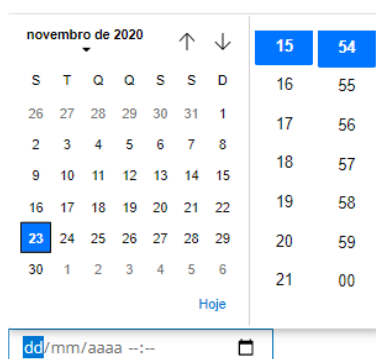 novembro de 2020
S T Q Q S S D
26 27 28 29 30 31 1
2 3 4 5 6 7 8
9 10 11 12 13 14 15
16 17 18 19 20 21 22
23 24 25 26 27 28 29
30 1 2 3 4 5 6
Hoje
15 54
16 55
17 56
18 57
19 58
20 59
21 00
dd/mm/aaaa --:--